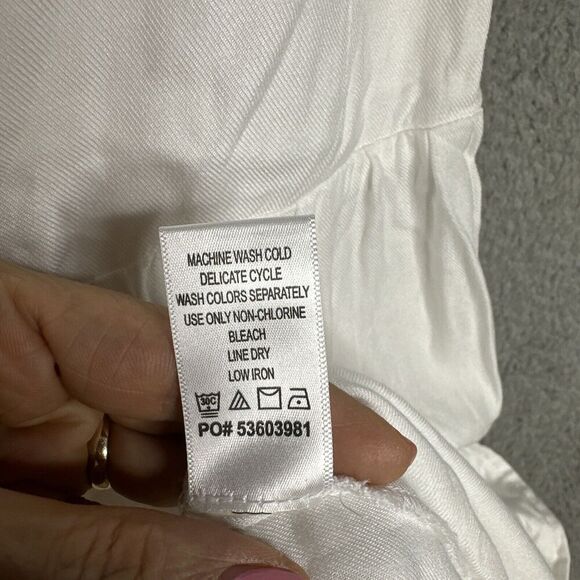 MACHINE WASH COLD
DELICATE CYCLE
WASH COLORS SEPARATELY
USE ONLY NON-CHLORINE
BLEACH
LINE DRY
LOW IRON
30C
PO# 53603981